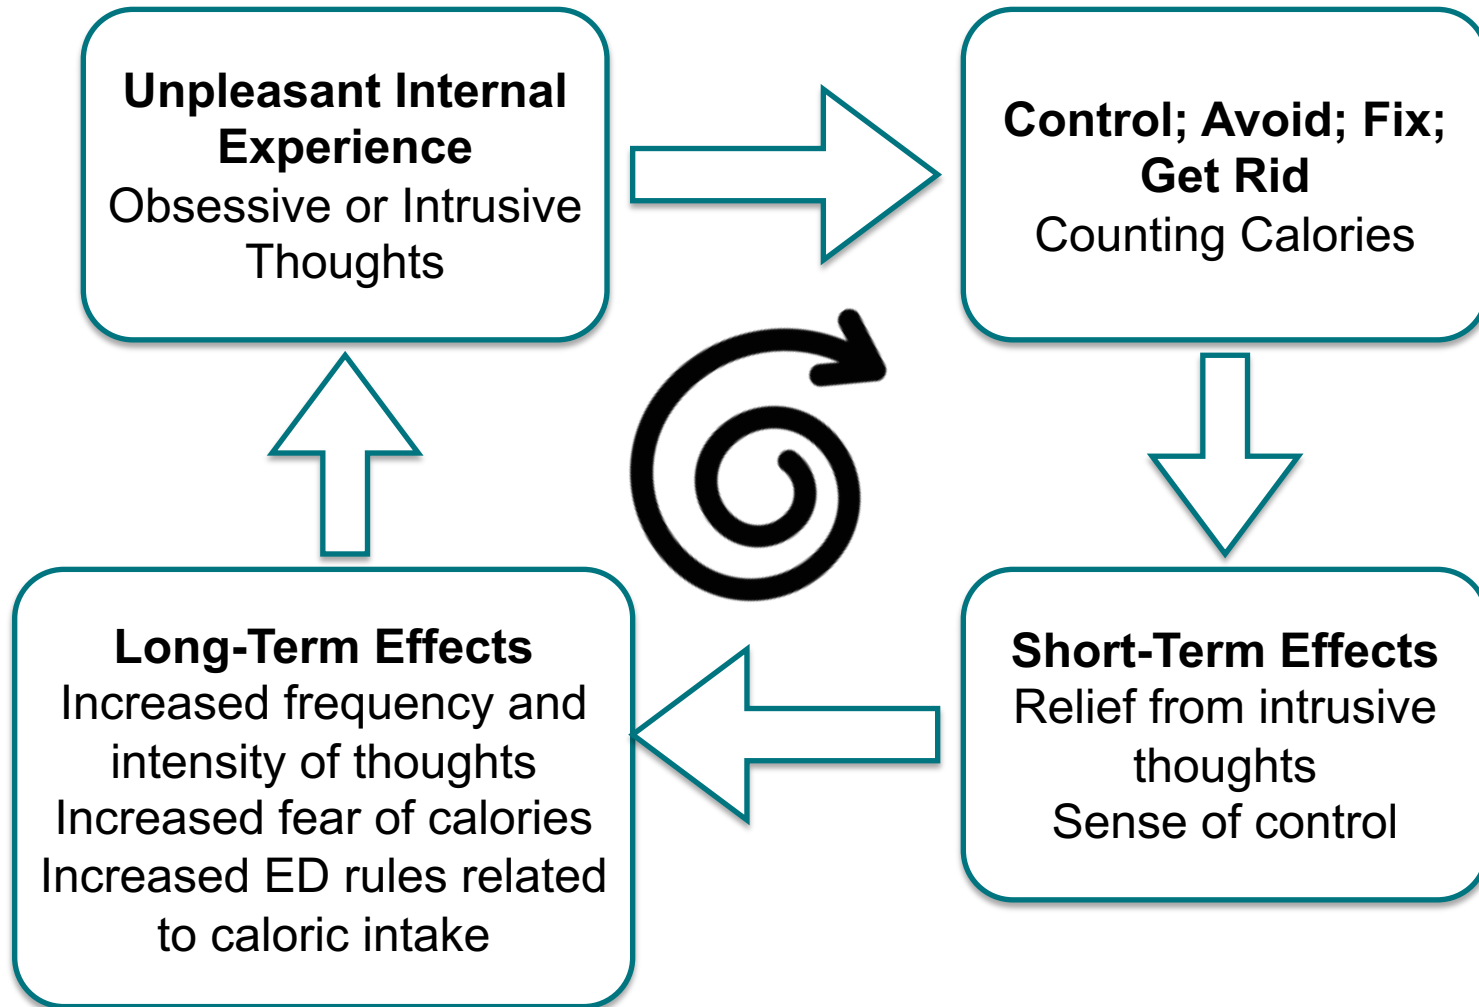 Unpleasant Internal
Experience
Obsessive or Intrusive
Thoughts
Control; Avoid; Fix;
Get Rid
Counting Calories
Short-Term Effects
Relief from intrusive
thoughts
Sense of control
Long-Term Effects
Increased frequency and
intensity of thoughts
Increased fear of calories
Increased ED rules related
to caloric intake